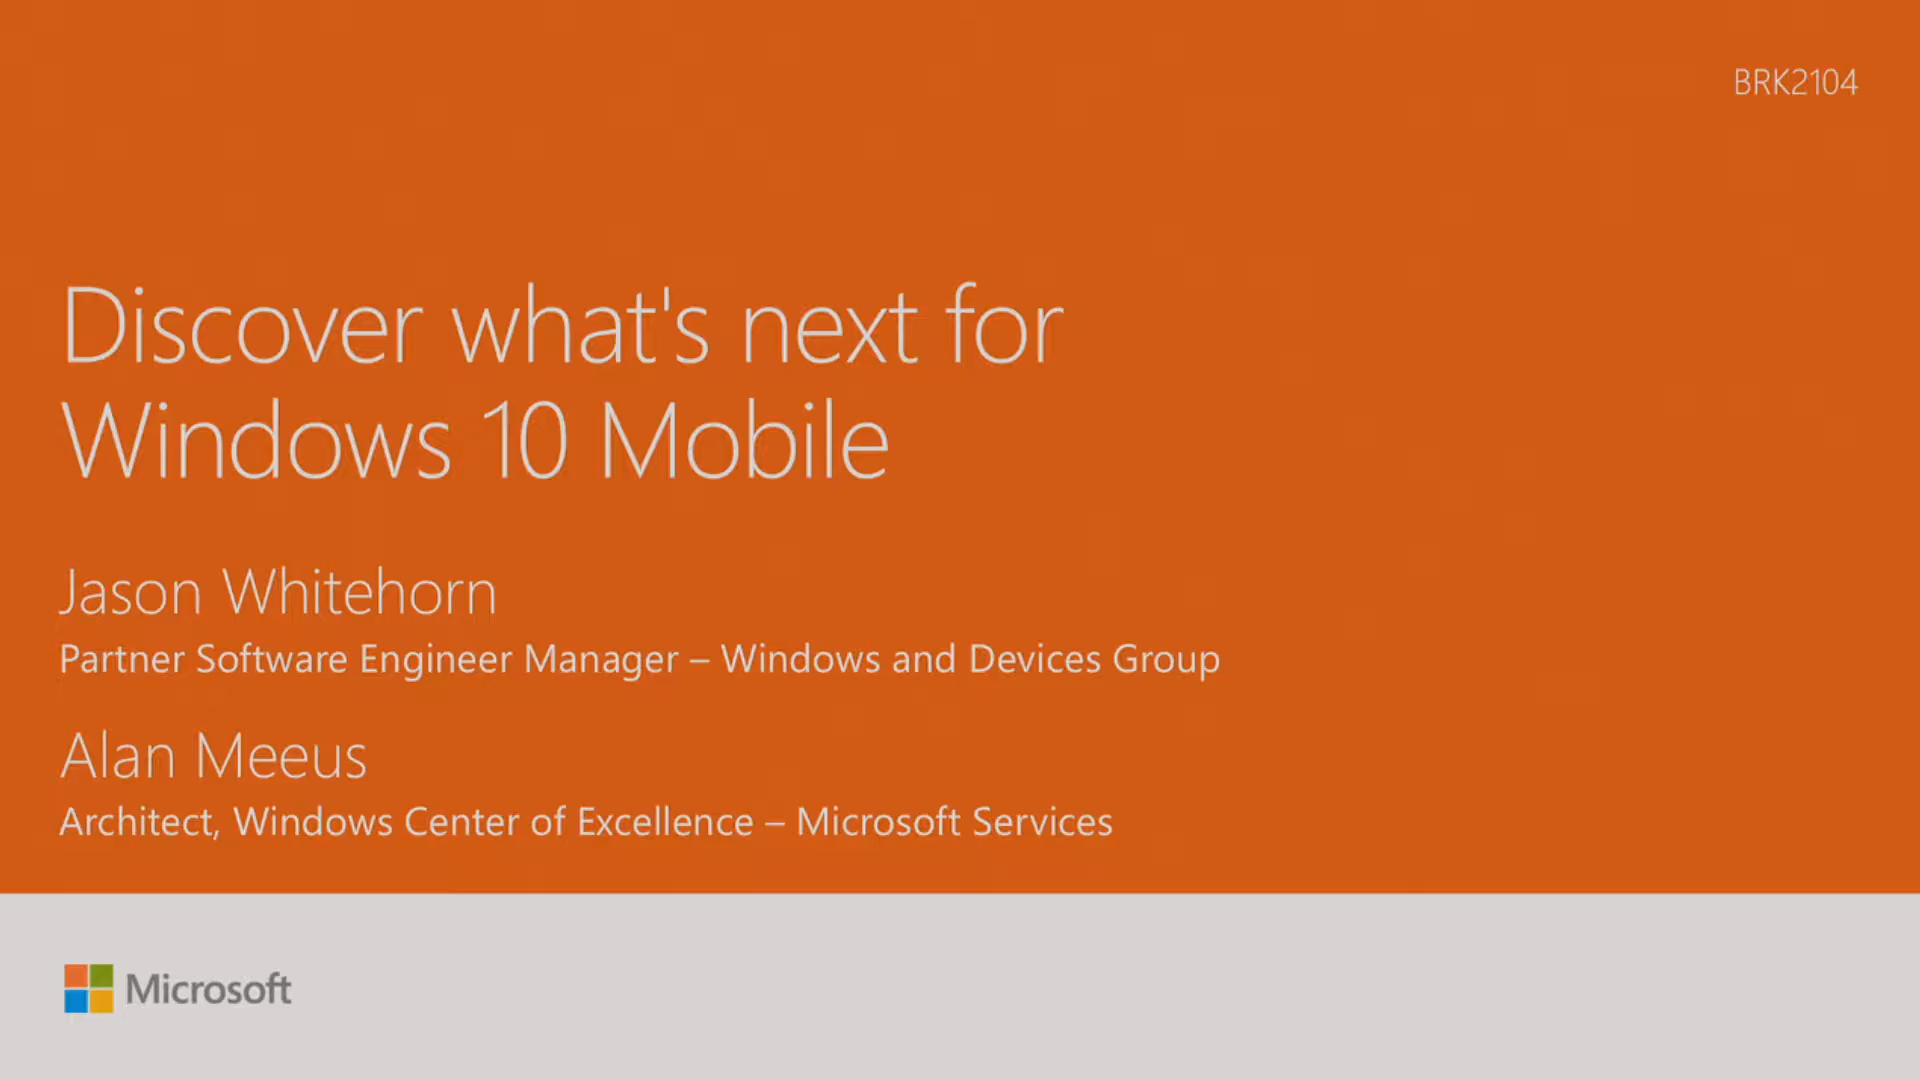 BRK2104
Discover what's next for
Windows 10 Mobile
Jason Whitehorn
Partner Software Engineer Manager – Windows and Devices Group
Alan Meeus
Architect, Windows Center of Excellence – Microsoft Services
Microsoft